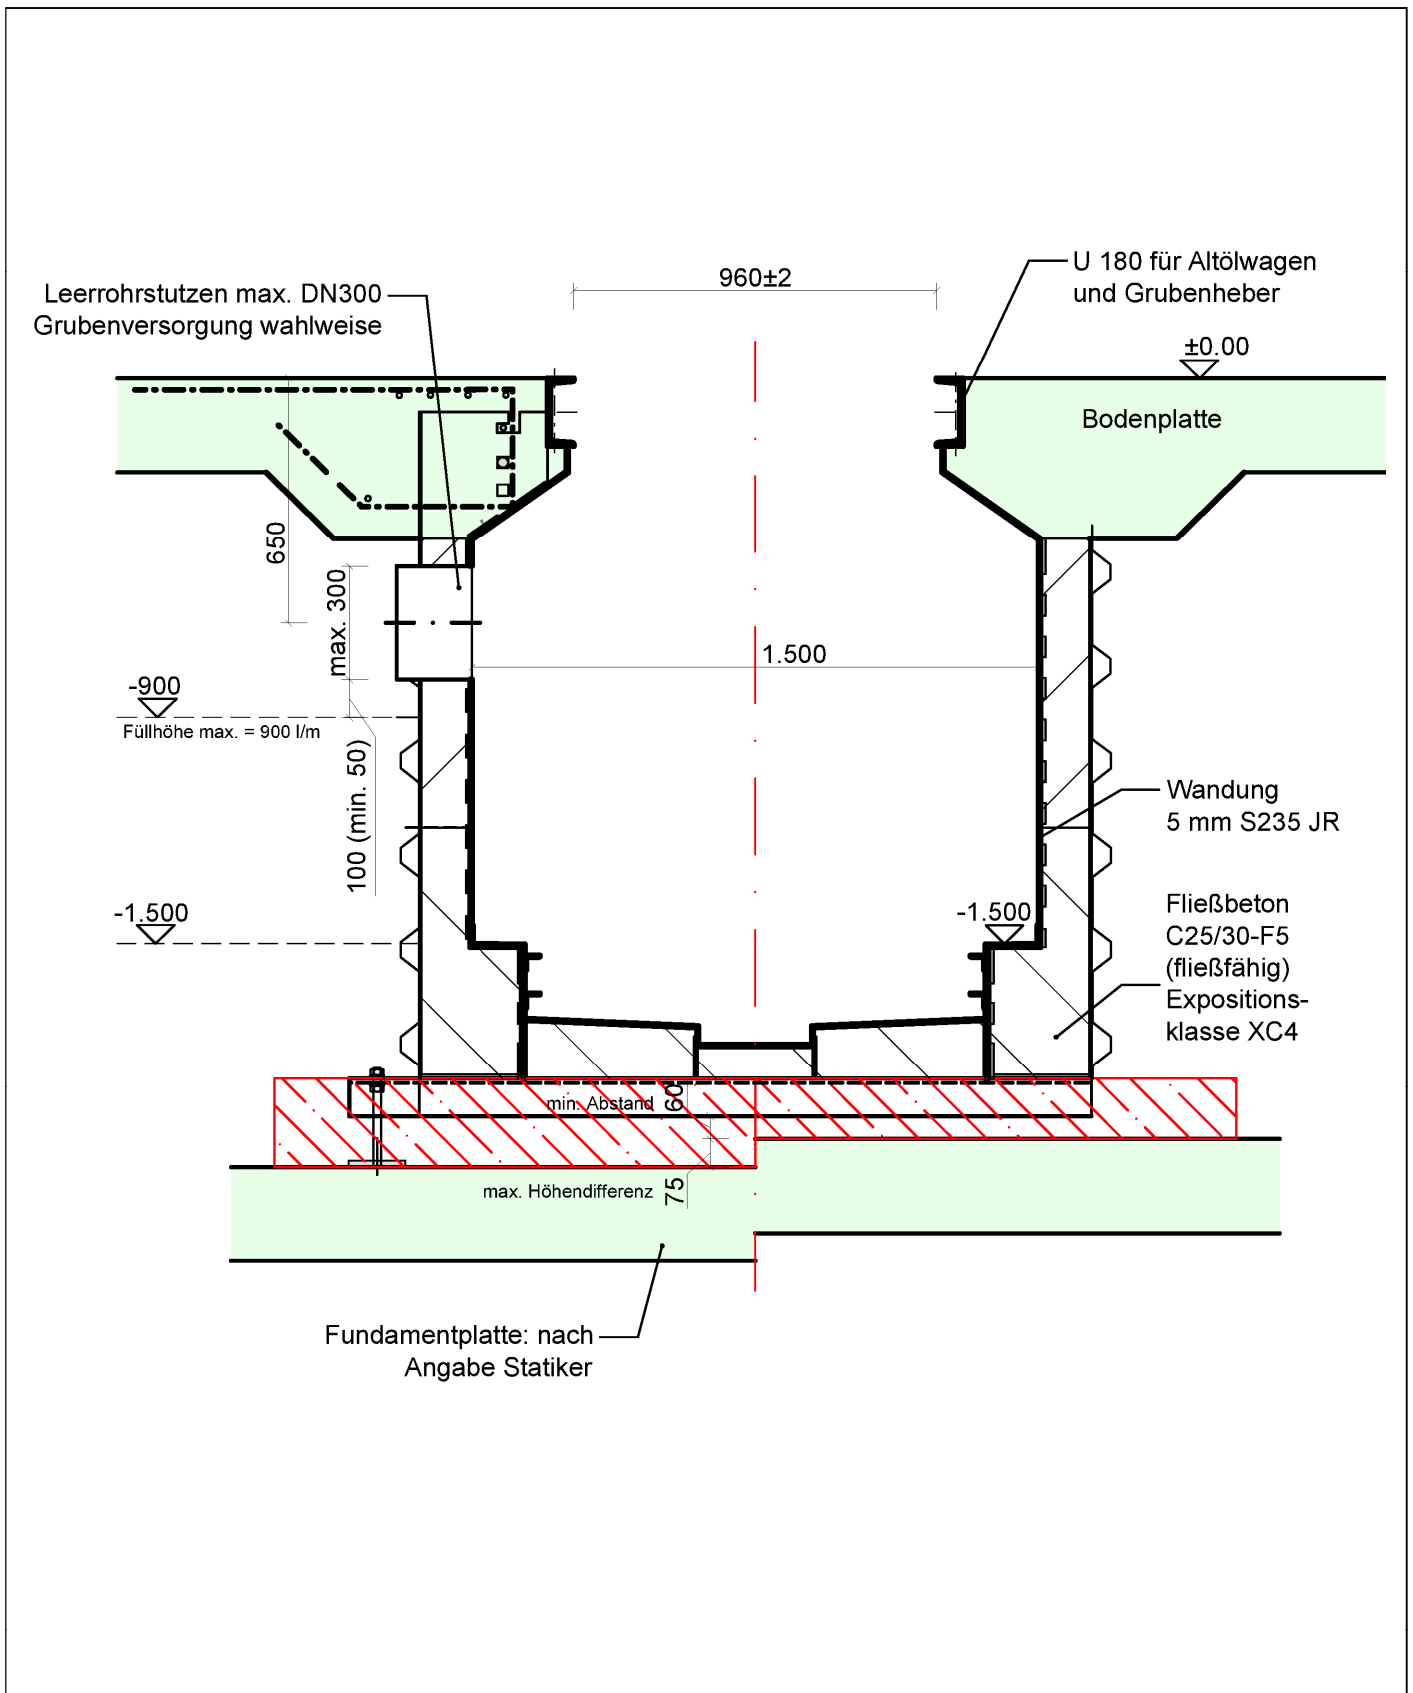 960±2
U 180 für Altölwagen
und Grubenheber
Leerrohrstutzen max. DN300
Grubenversorgung wahlweise
±0.00
Bodenplatte
650
max. 300
1.500
-900
Füllhöhe max. = 900 l/m
100 (min. 50)
Wandung
5 mm S235 JR
-1.500
-1.500
Fließbeton
C25/30-F5
(fließfähig)
Expositions-
klasse XC4
min. Abstand
60
max. Höhendifferenz
75
Fundamentplatte: nach
Angabe Statiker